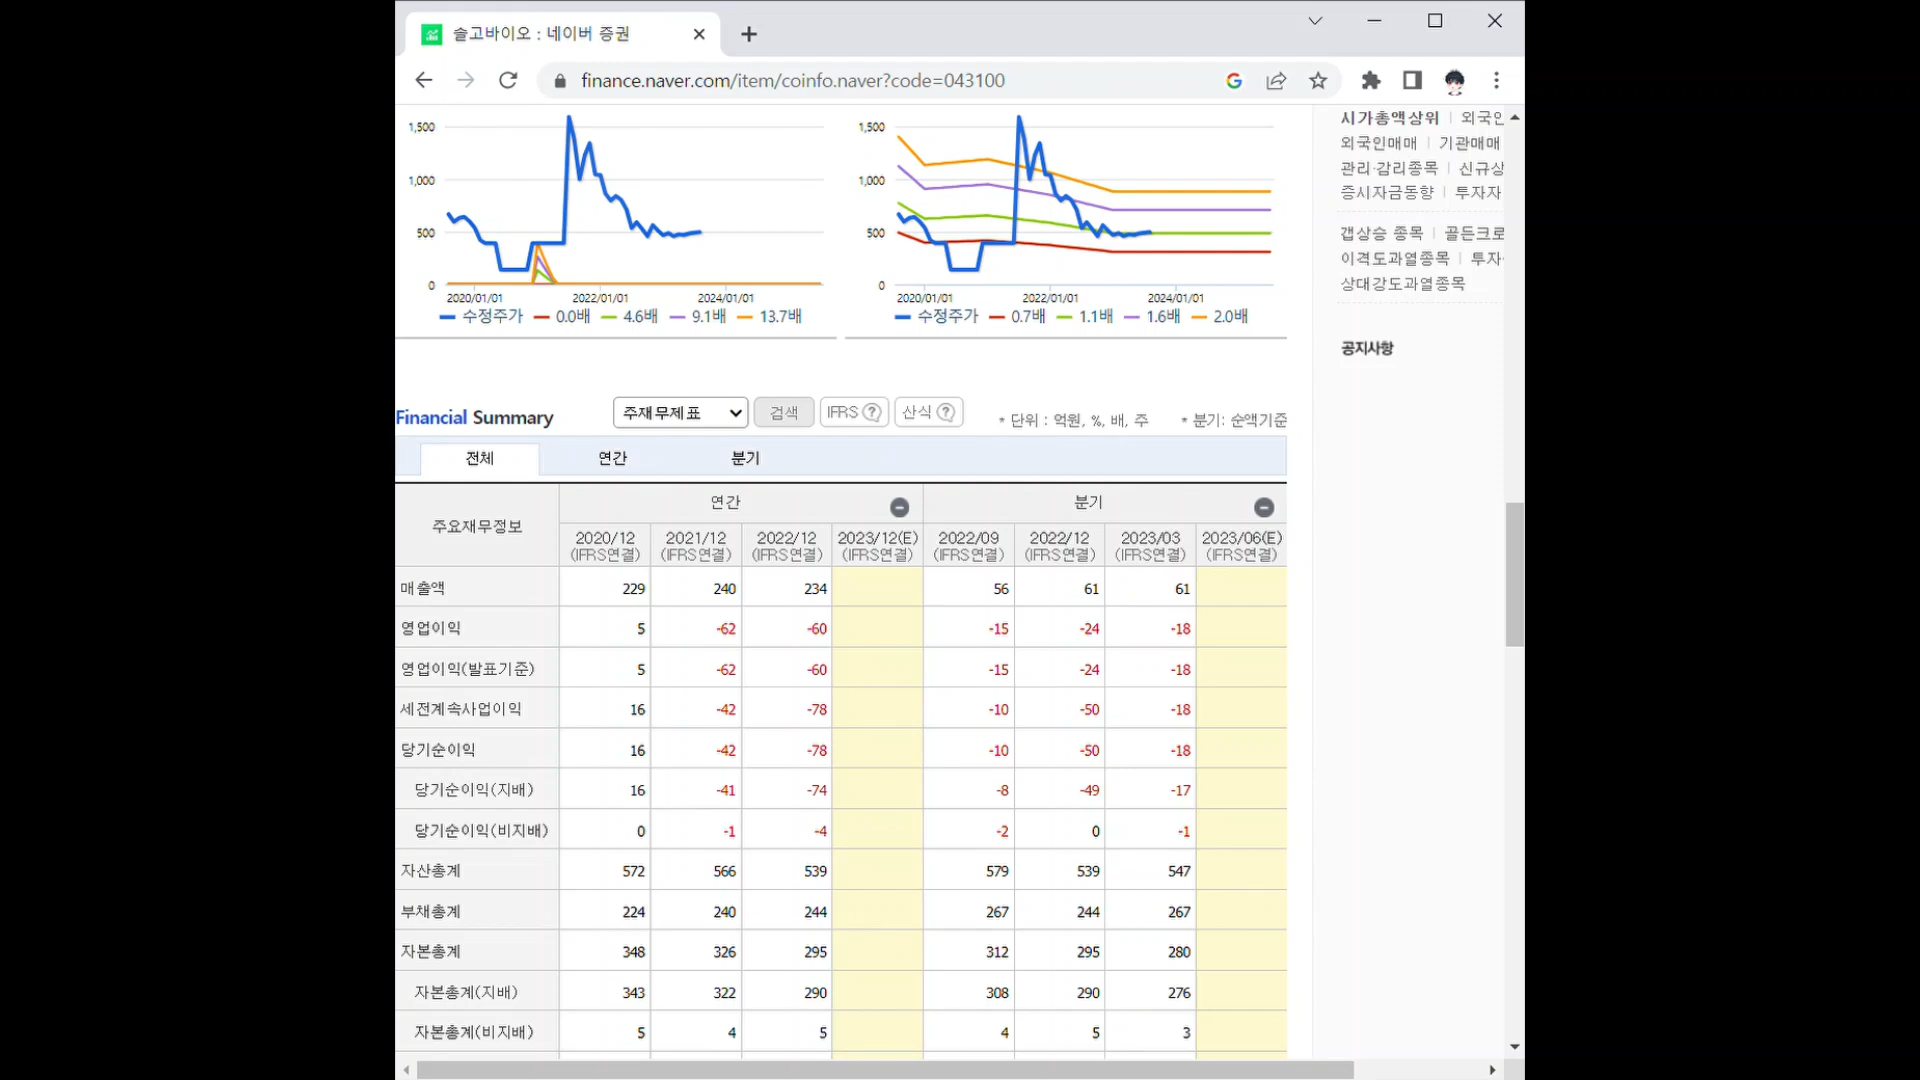 솔고바이오 : 네이버 증권
finance.naver.com/item/coinfo.naver?code=043100
1,500
1,000
500
0
2020/01/01 2022/01/01 2024/01/01
수정주가 0.0배 4.6배 9.1배 13.7배
1,500
1,000
500
0
2020/01/01 2022/01/01 2024/01/01
수정주가 0.7배 1.1배 1.6배 2.0배
시가총액상위 외국인
외국인매매 기관매매
관리·감리종목 신규상
증시자금동향 투자자
갭상승 종목 골든크로
이격도과열종목 투자
상대강도과열종목
공지사항
Financial Summary 주재무제표 검색 IFRS ? 산식 ? * 단위 : 억원, %, 배, 주 * 분기: 순액기준
전체 연간 분기
주요재무정보 연간 분기
2020/12 2021/12 2022/12 2023/12(E) 2022/09 2022/12 2023/03 2023/06(E)
(IFRS연결) (IFRS연결) (IFRS연결) (IFRS연결) (IFRS연결) (IFRS연결) (IFRS연결) (IFRS연결)
매출액 229 240 234 56 61 61
영업이익 5 -62 -60 -15 -24 -18
영업이익(발표기준) 5 -62 -60 -15 -24 -18
세전계속사업이익 16 -42 -78 -10 -50 -18
당기순이익 16 -42 -78 -10 -50 -18
당기순이익(지배) 16 -41 -74 -8 -49 -17
당기순이익(비지배) 0 -1 -4 -2 0 -1
자산총계 572 566 539 579 539 547
부채총계 224 240 244 267 244 267
자본총계 348 326 295 312 295 280
자본총계(지배) 343 322 290 308 290 276
자본총계(비지배) 5 4 5 4 5 3